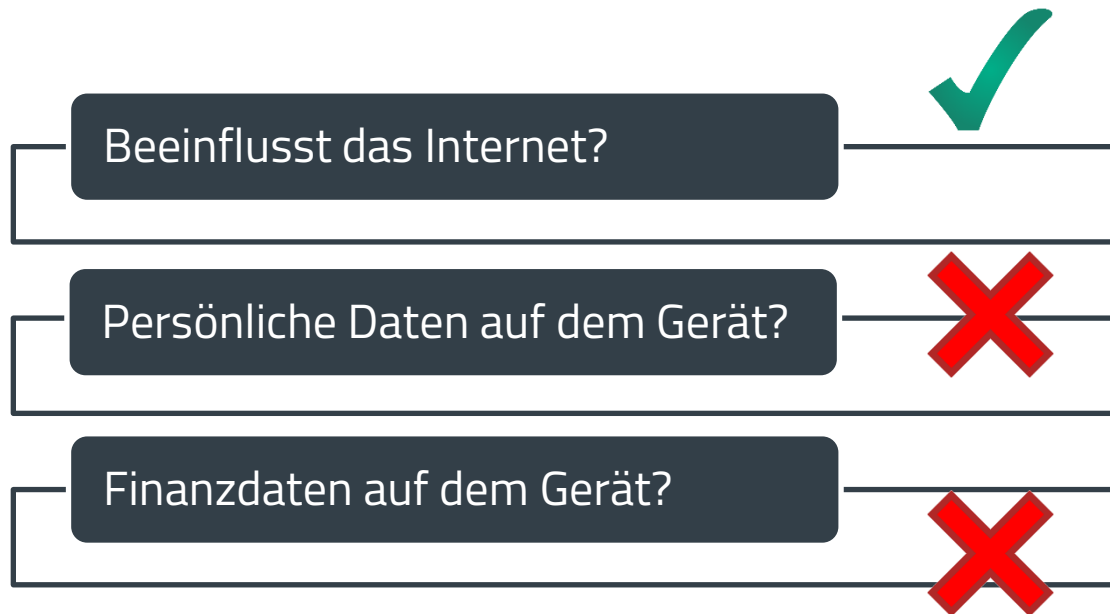 Beeinflusst das Internet?
Persönliche Daten auf dem Gerät?
Finanzdaten auf dem Gerät?